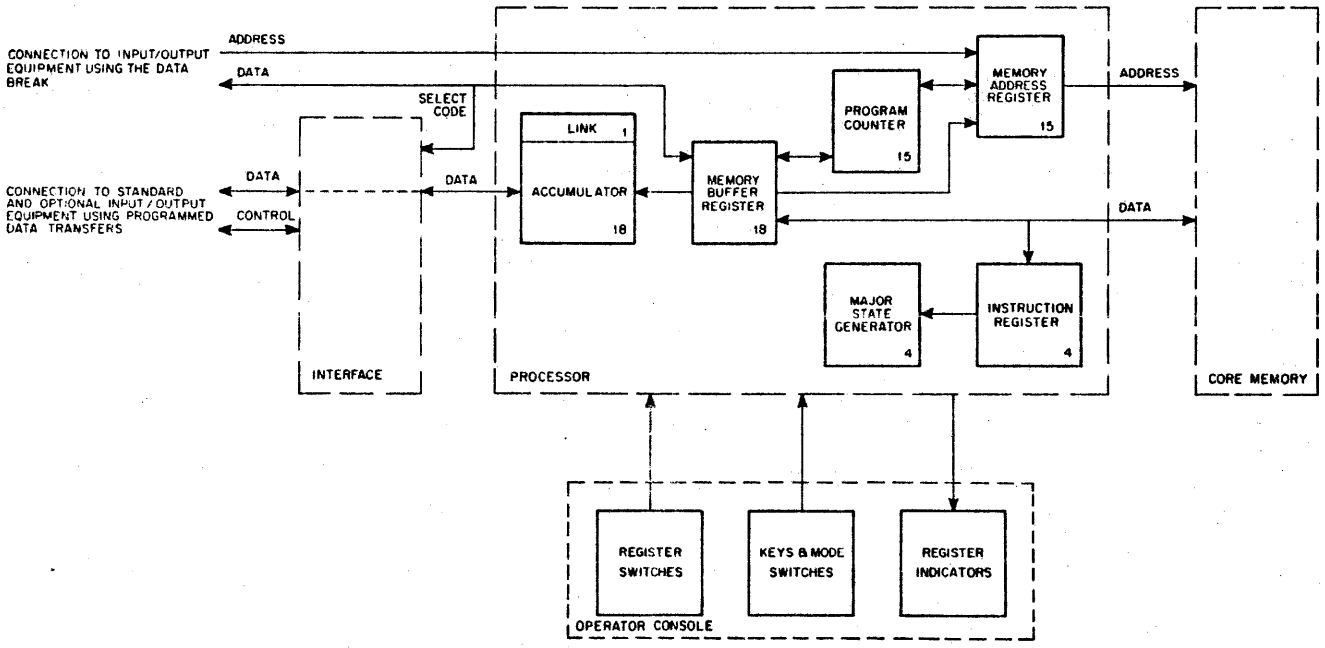 CONNECTION TO INPUT/OUTPUT
EQUIPMENT USING THE DATA
BREAK
ADDRESS
DATA
SELECT
CODE
CONNECTION TO STANDARD
AND OPTIONAL INPUT/OUTPUT
EQUIPMENT USING PROGRAMMED
DATA TRANSFERS
DATA
CONTROL
INTERFACE
DATA
LINK
1
ACCUMULATOR
18
MEMORY
BUFFER
REGISTER
18
PROGRAM
COUNTER
15
MEMORY
ADDRESS
REGISTER
15
ADDRESS
DATA
MAJOR
STATE
GENERATOR
4
INSTRUCTION
REGISTER
4
PROCESSOR
CORE MEMORY
REGISTER
SWITCHES
KEYS & MODE
SWITCHES
REGISTER
INDICATORS
OPERATOR CONSOLE